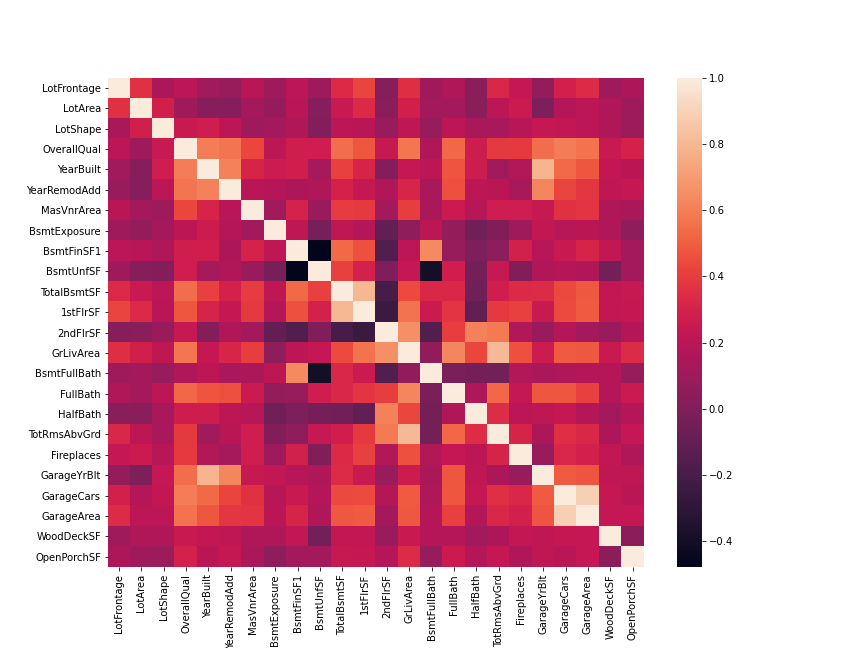 LotFrontage
LotArea
LotShape
OverallQual
YearBuilt
YearRemodAdd
MasVnrArea
BsmtExposure
BsmtFinSF1
BsmtUnfSF
TotalBsmtSF
1stFlrSF
2ndFlrSF
GrLivArea
BsmtFullBath
FullBath
HalfBath
TotRmsAbvGrd
Fireplaces
GarageYrBlt
GarageCars
GarageArea
WoodDeckSF
OpenPorchSF
LotFrontage
LotArea
LotShape
OverallQual
YearBuilt
YearRemodAdd
MasVnrArea
BsmtExposure
BsmtFinSF1
BsmtUnfSF
TotalBsmtSF
1stFlrSF
2ndFlrSF
GrLivArea
BsmtFullBath
FullBath
HalfBath
TotRmsAbvGrd
Fireplaces
GarageYrBlt
GarageCars
GarageArea
WoodDeckSF
OpenPorchSF
1.0
0.8
0.6
0.4
0.2
0.0
−0.2
−0.4